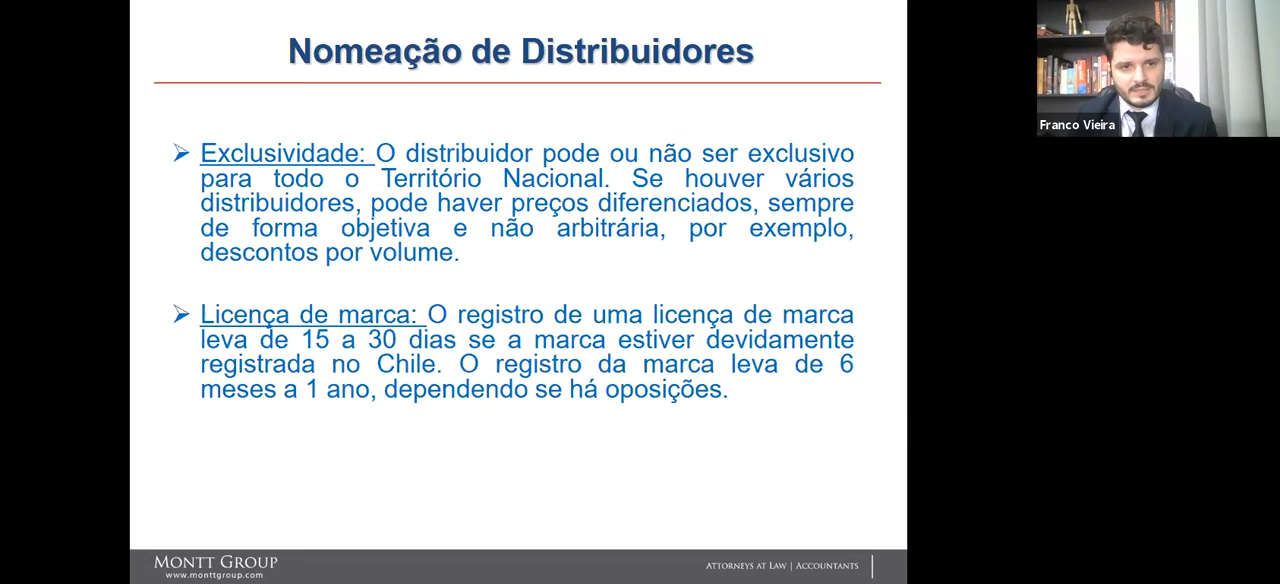 Nomeação de Distribuidores
Exclusividade: O distribuidor pode ou não ser exclusivo
para todo o Território Nacional. Se houver vários
distribuidores, pode haver preços diferenciados, sempre
de forma objetiva e não arbitrária, por exemplo,
descontos por volume.
Licença de marca: O registro de uma licença de marca
leva de 15 a 30 dias se a marca estiver devidamente
registrada no Chile. O registro da marca leva de 6
meses a 1 ano, dependendo se há oposições.
Franco Vieira
MONTT GROUP
www.monttgroup.com
ATTORNEYS AT LAW | ACCOUNTANTS